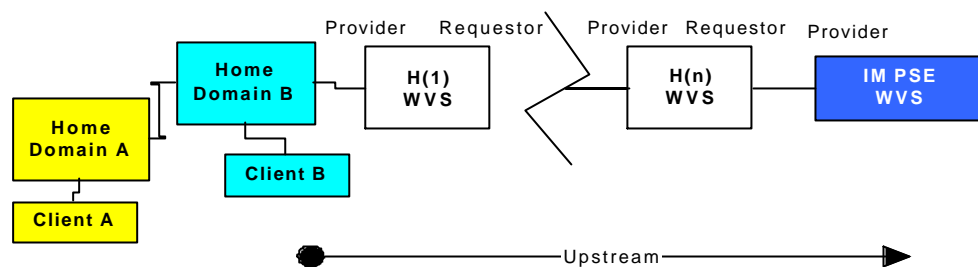 Provider Requestor Provider Requestor Provider
Home
Domain B
H(1)
WVS
H(n)
WVS
IM PSE
WVS
Home
Domain A
Client B
Client A
Upstream